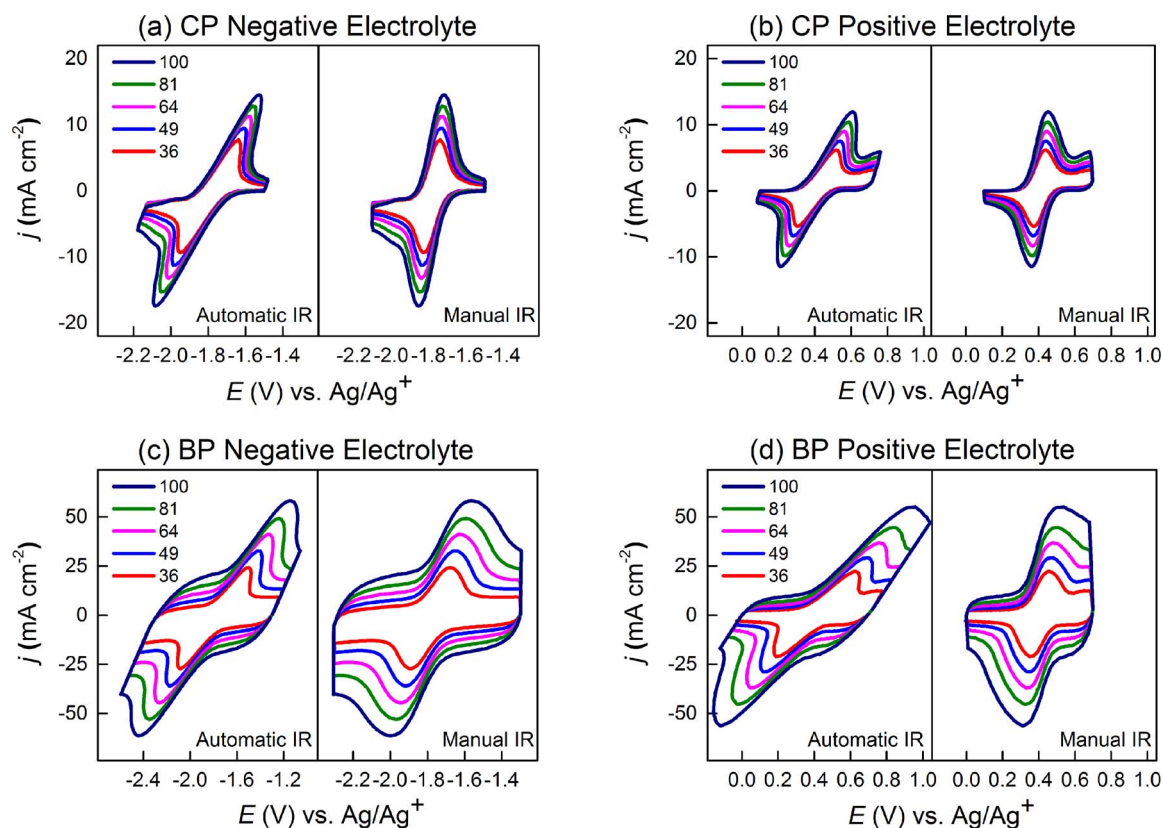 (a) CP Negative Electrolyte
20
10
0
-10
-20
j (mA cm-2)
100
81
64
49
36
Automatic IR
Manual IR
-2.2 -2.0 -1.8 -1.6 -1.4
-2.2 -2.0 -1.8 -1.6 -1.4
E (V) vs. Ag/Ag+
(b) CP Positive Electrolyte
20
10
0
-10
-20
j (mA cm-2)
100
81
64
49
36
Automatic IR
Manual IR
0.0 0.2 0.4 0.6 0.8 1.0
0.0 0.2 0.4 0.6 0.8 1.0
E (V) vs. Ag/Ag+
(c) BP Negative Electrolyte
50
25
0
-25
-50
j (mA cm-2)
100
81
64
49
36
Automatic IR
Manual IR
-2.4 -2.0 -1.6 -1.2
-2.2 -2.0 -1.8 -1.6 -1.4
E (V) vs. Ag/Ag+
(d) BP Positive Electrolyte
50
25
0
-25
-50
j (mA cm-2)
100
81
64
49
36
Automatic IR
Manual IR
0.0 0.2 0.4 0.6 0.8 1.0
0.0 0.2 0.4 0.6 0.8 1.0
E (V) vs. Ag/Ag+